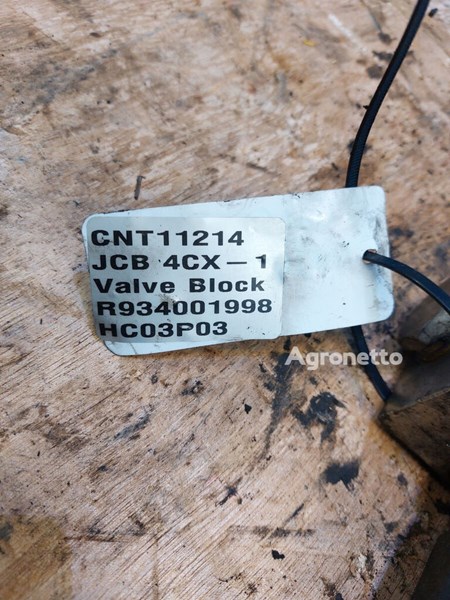 CNT11214
JCB 4CX-1
Valve Block
R934001998
HC03P03
Agronetto